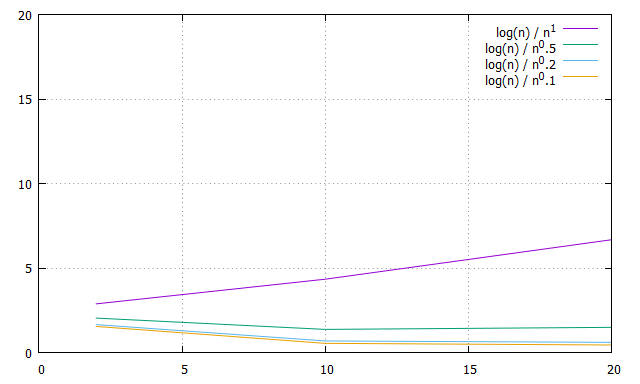 20
15
10
5
0
0 5 10 15 20
log(n) / n¹
log(n) / n⁰.5
log(n) / n⁰.2
log(n) / n⁰.1